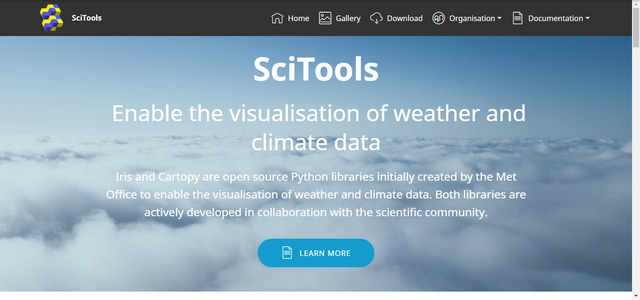 SciTools
Home
Gallery
Download
Organisation
Documentation
SciTools
Enable the visualisation of weather and
climate data
Iris and Cartopy are open source Python libraries initially created by the Met
Office to enable the visualisation of weather and climate data. Both libraries are
actively developed in collaboration with the scientific community.
LEARN MORE